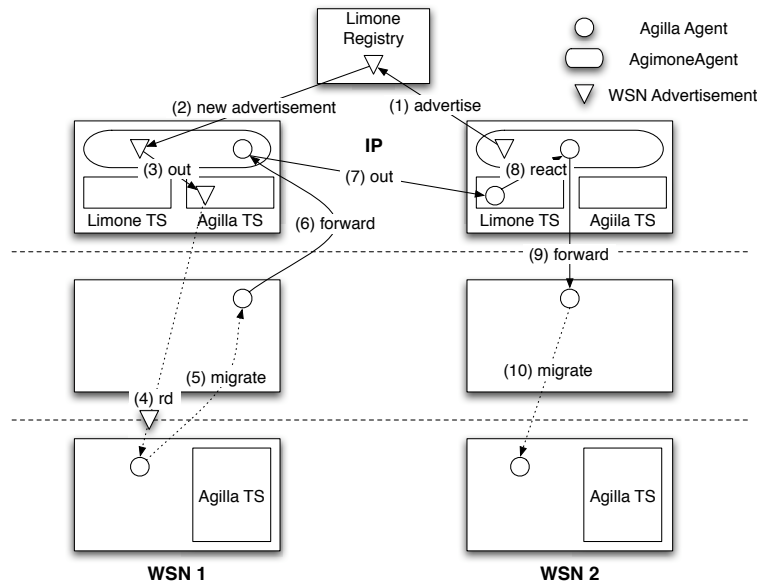 Limone
Registry
Agilla Agent
AgimoneAgent
WSN Advertisement
(2) new advertisement
(1) advertise
IP
(3) out
(7) out
(8) react
Limone TS
Agilla TS
Limone TS
Agiila TS
(6) forward
(9) forward
(5) migrate
(10) migrate
(4) rd
Agilla TS
Agilla TS
WSN 1
WSN 2